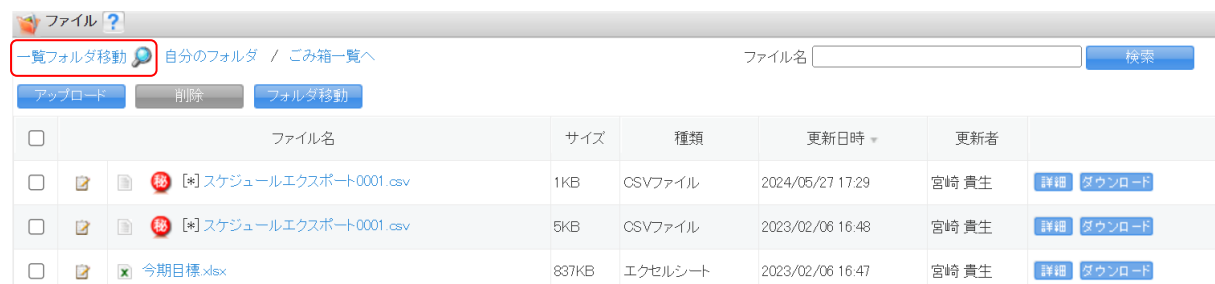 ファイル ?
一覧フォルダ移動 自分のフォルダ / ごみ箱一覧へ ファイル名 検索
アップロード 削除 フォルダ移動
ファイル名 サイズ 種類 更新日時 更新者
秘 [*] スケジュールエクスポート0001.csv 1KB CSVファイル 2024/05/27 17:29 宮崎 貴生 詳細 ダウンロード
秘 [*] スケジュールエクスポート0001.csv 5KB CSVファイル 2023/02/06 16:48 宮崎 貴生 詳細 ダウンロード
今期目標.xlsx 837KB エクセルシート 2023/02/06 16:47 宮崎 貴生 詳細 ダウンロード